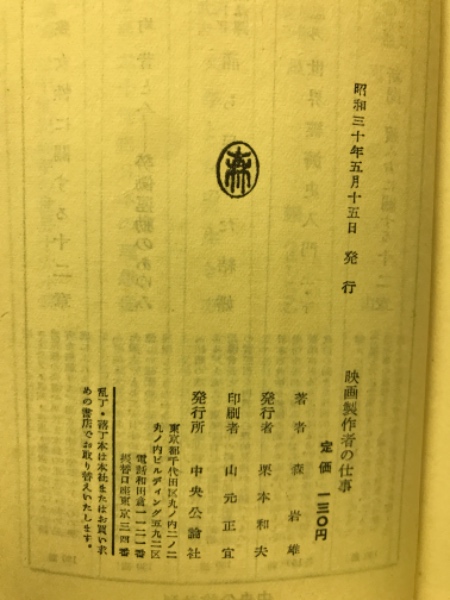 昭和三十年五月十五日 発行
森
映画製作者の仕事
定価 一三〇円
著者 森岩雄
発行者 栗本和夫
印刷者 山元正宜
発行所 中央公論社
東京都千代田区丸ノ内二ノ二
丸ノ内ビルディング五九二区
電話和田倉一一二一番
振替口座東京三四番
乱丁・落丁本は本社またはお買い求
めの書店でお取り替えいたします。